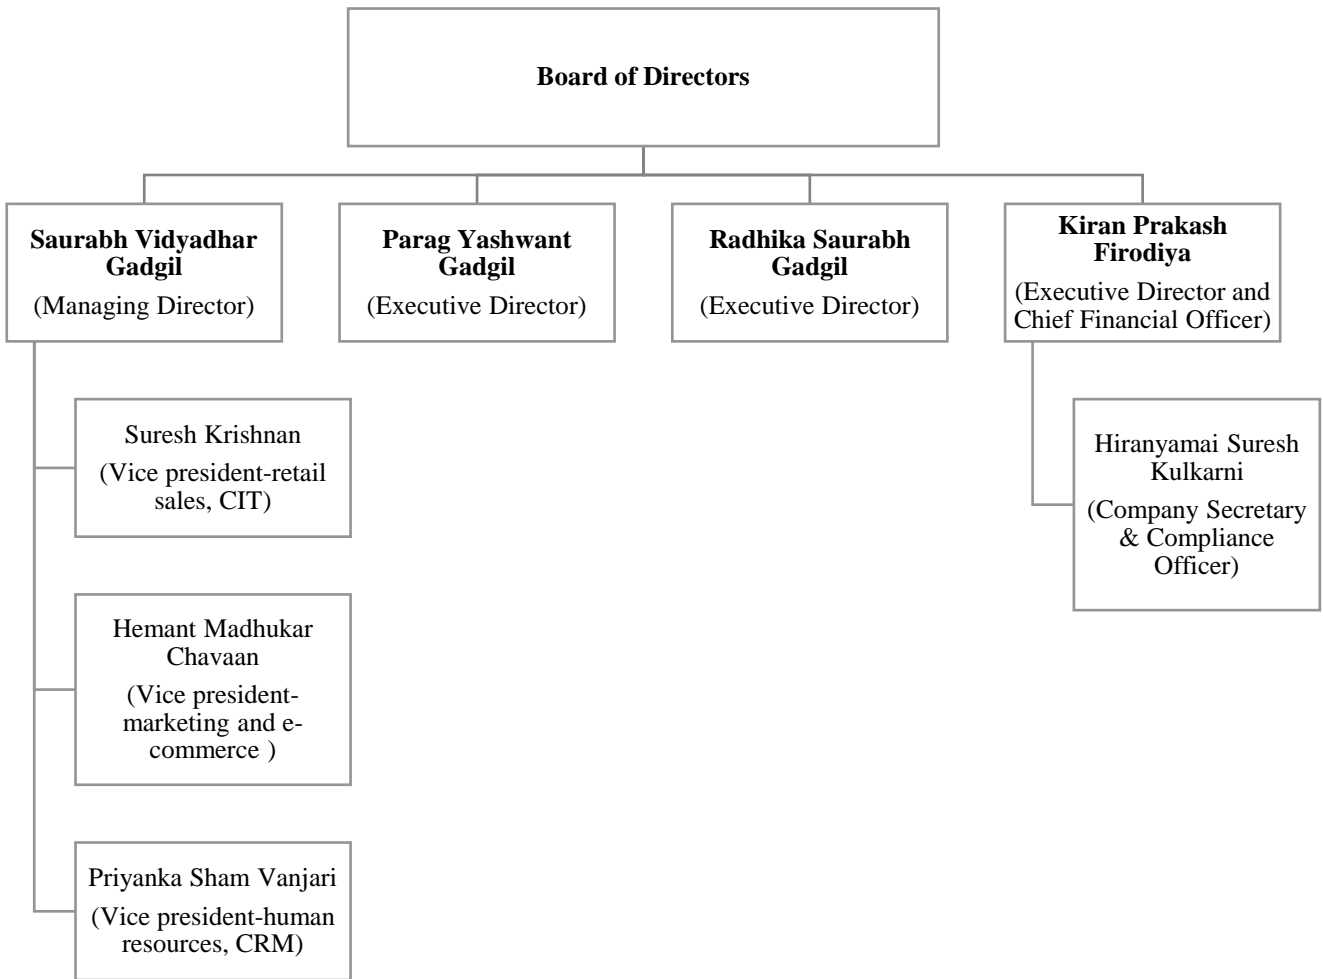 Board of Directors
Saurabh Vidyadhar
Gadgil
(Managing Director)
Parag Yashwant
Gadgil
(Executive Director)
Radhika Saurabh
Gadgil
(Executive Director)
Kiran Prakash
Firodiya
(Executive Director and
Chief Financial Officer)
Suresh Krishnan
(Vice president-retail
sales, CIT)
Hemant Madhukar
Chavaan
(Vice president-
marketing and e-
commerce )
Priyanka Sham Vanjari
(Vice president-human
resources, CRM)
Hiranyamai Suresh
Kulkarni
(Company Secretary
& Compliance
Officer)